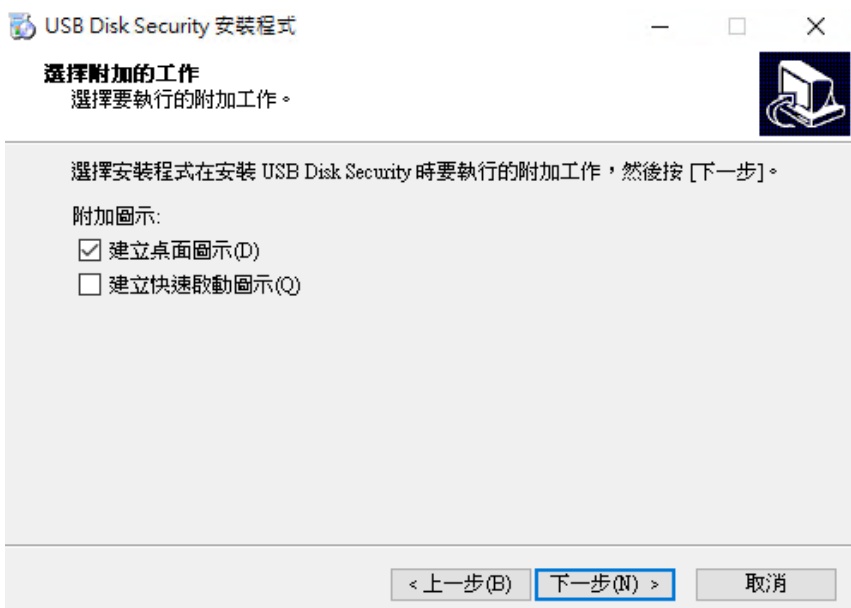 USB Disk Security 安裝程式
選擇附加的工作
選擇要執行的附加工作。
選擇安裝程式在安裝 USB Disk Security 時要執行的附加工作，然後按 [下一步]。
附加圖示:
建立桌面圖示(D)
建立快速啟動圖示(Q)
<上一步(B) 下一步(N) > 取消